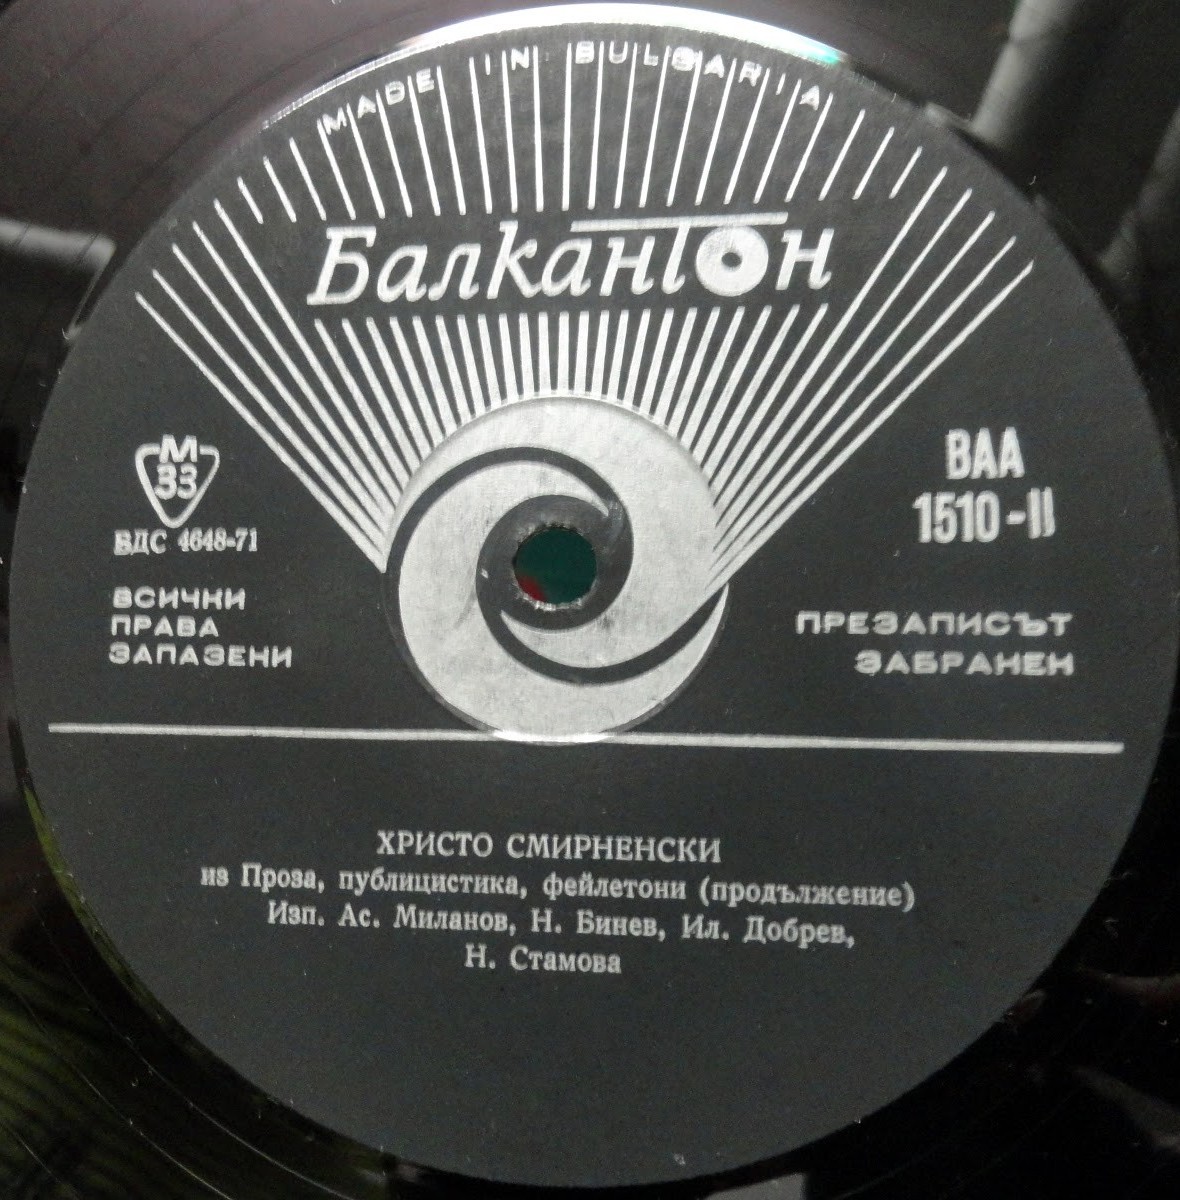 MADE IN BULGARIA
Балкантон
М
33
ВДС 4648-71
ВСИЧКИ
ПРАВА
ЗАПАЗЕНИ
ВАА
1510-II
ПРЕЗАПИСЪТ
ЗАБРАНЕН
ХРИСТО СМИРНЕНСКИ
из Проза, публицистика, фейлетони (продължение)
Изп. Ас. Миланов, Н. Бинев, Ил. Добрев,
Н. Стамова